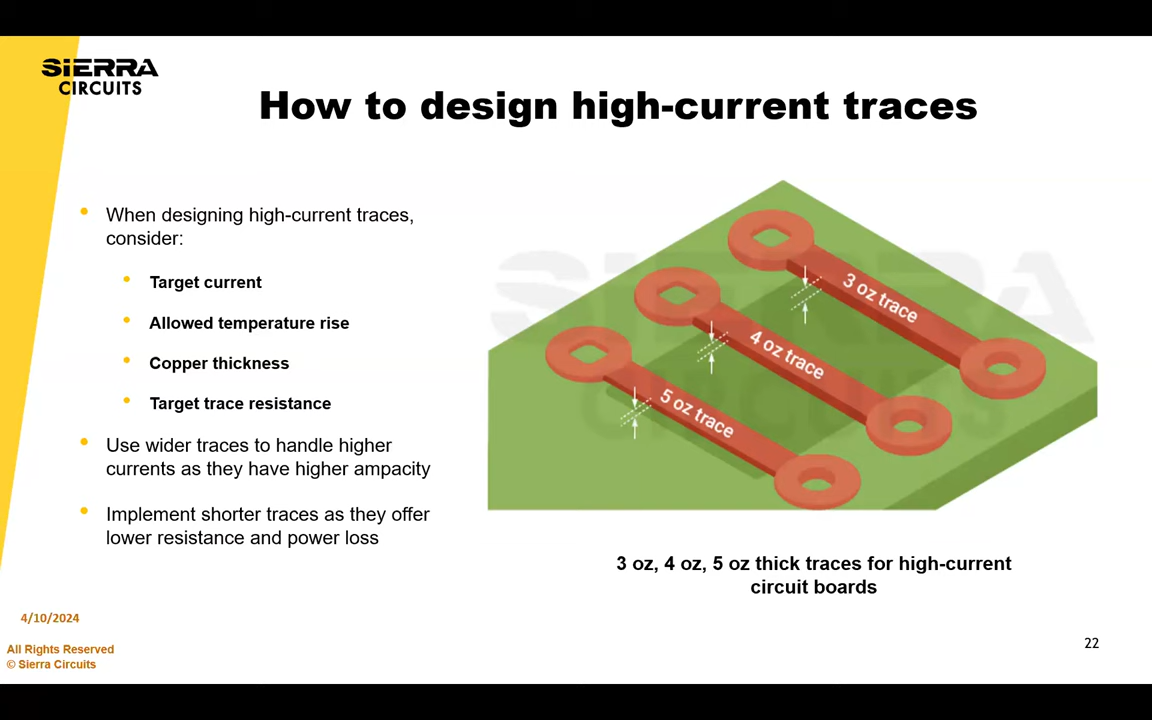 SiERRA
CIRCUITS
How to design high-current traces
• When designing high-current traces,
consider:
• Target current
• Allowed temperature rise
• Copper thickness
• Target trace resistance
• Use wider traces to handle higher
currents as they have higher ampacity
• Implement shorter traces as they offer
lower resistance and power loss
SiERRA
CIRCUITS
3 oz trace
4 oz trace
5 oz trace
3 oz, 4 oz, 5 oz thick traces for high-current
circuit boards
4/10/2024
All Rights Reserved
© Sierra Circuits
22